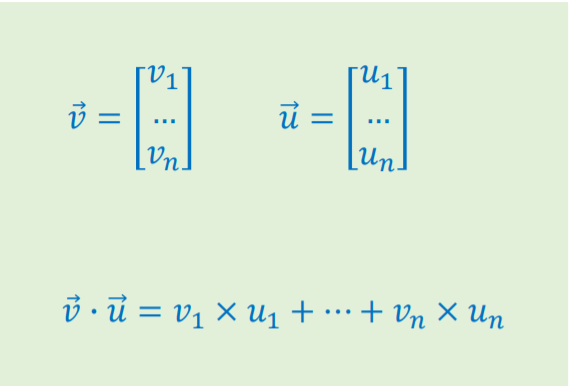 v⃗ = [v₁ ... vₙ] u⃗ = [u₁ ... uₙ]
v⃗ · u⃗ = v₁ × u₁ + ⋯ + vₙ × uₙ